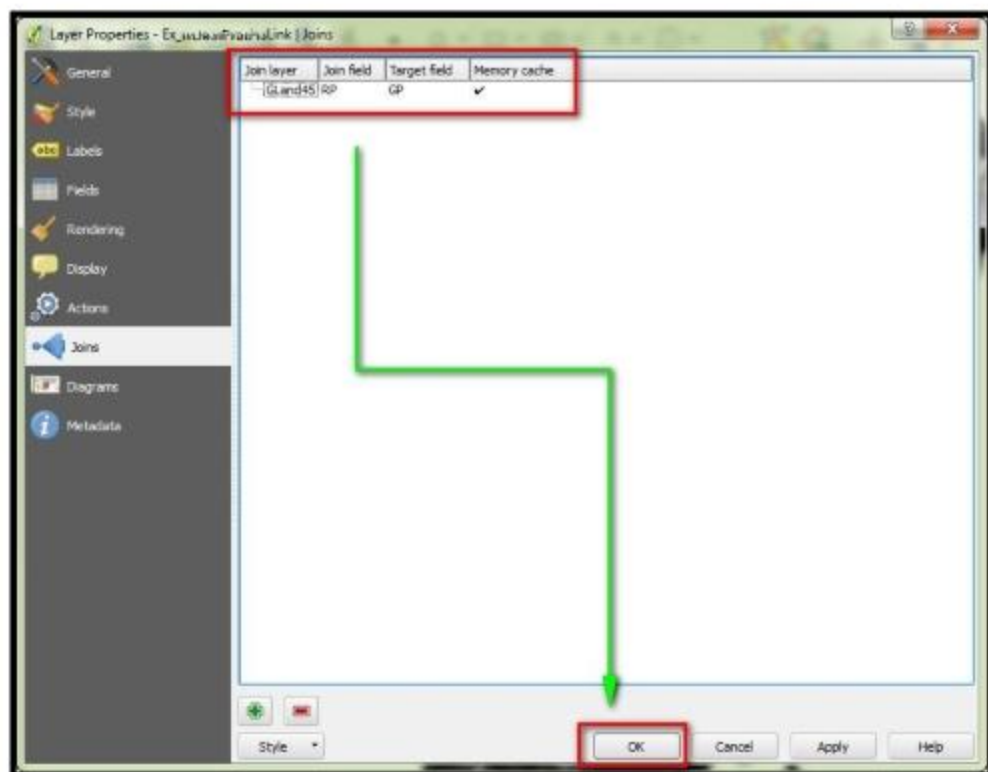 Layer Properties - | Joins
General
Style
Labels
Fields
Rendering
Display
Actions
Joins
Diagrams
Metadata
Join layer Join field Target field Memory cache
GLand45 RP GP ✔
Style
OK Cancel Apply Help